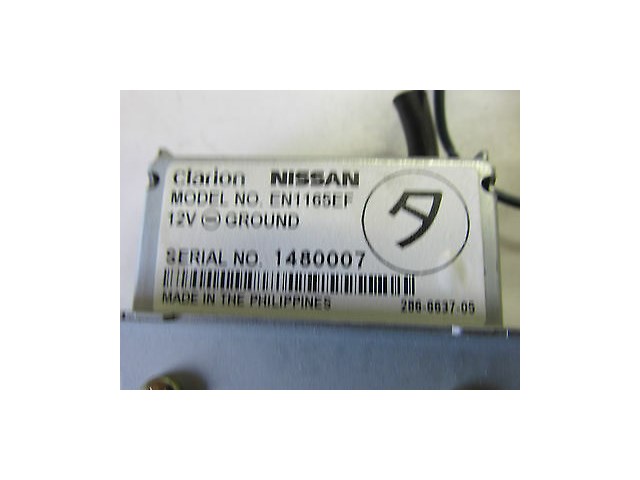 Clarion NISSAN
MODEL NO. EN1165EF
12V ⊖ GROUND
タ
SERIAL NO. 1480007
MADE IN THE PHILIPPINES
286-6637-05